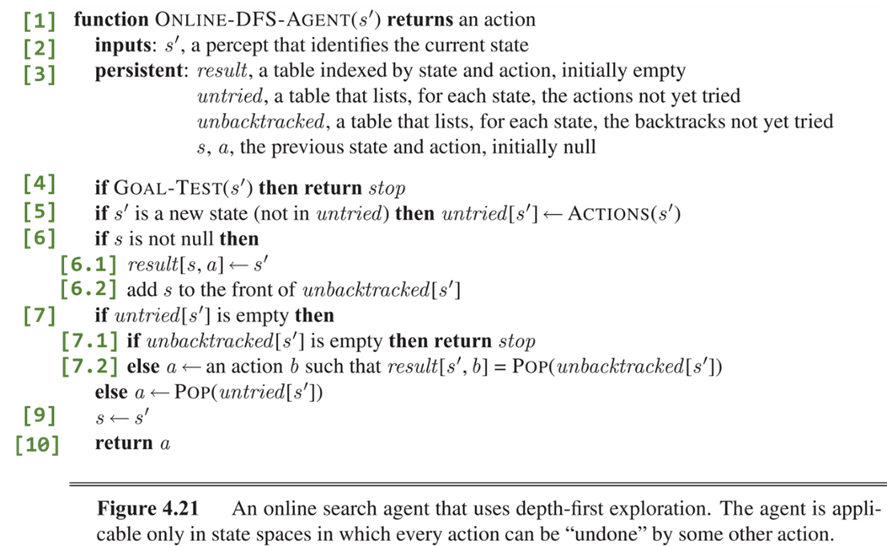 [1] function ONLINE-DFS-AGENT(s′) returns an action
[2] inputs: s′, a percept that identifies the current state
[3] persistent: result, a table indexed by state and action, initially empty
untried, a table that lists, for each state, the actions not yet tried
unbacktracked, a table that lists, for each state, the backtracks not yet tried
s, a, the previous state and action, initially null
[4] if GOAL-TEST(s′) then return stop
[5] if s′ is a new state (not in untried) then untried[s′] ← ACTIONS(s′)
[6] if s is not null then
[6.1] result[s, a] ← s′
[6.2] add s to the front of unbacktracked[s′]
[7] if untried[s′] is empty then
[7.1] if unbacktracked[s′] is empty then return stop
[7.2] else a ← an action b such that result[s′, b] = POP(unbacktracked[s′])
else a ← POP(untried[s′])
[9] s ← s′
[10] return a
Figure 4.21 An online search agent that uses depth-first exploration. The agent is appli-
cable only in state spaces in which every action can be “undone” by some other action.